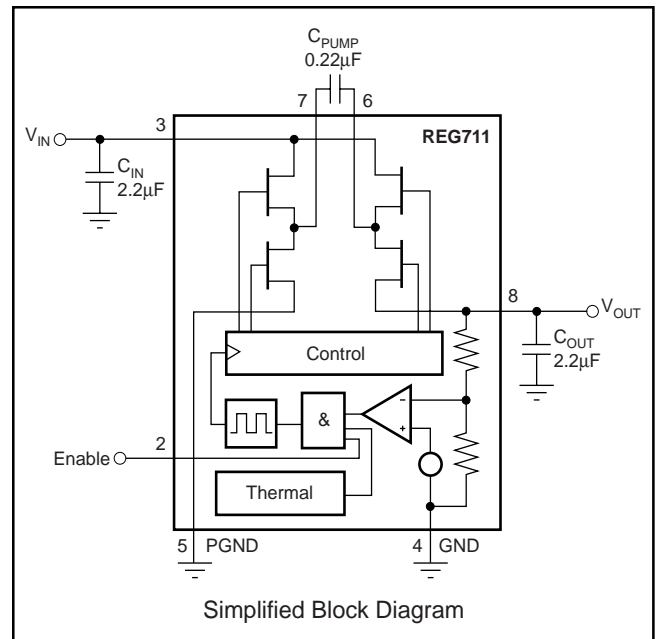 C_PUMP
0.22μF
7 6
V_IN 3 REG711
C_IN
2.2μF
8
V_OUT
C_OUT
2.2μF
Control
&
-
+
2
Enable
Thermal
5 PGND 4 GND
Simplified Block Diagram